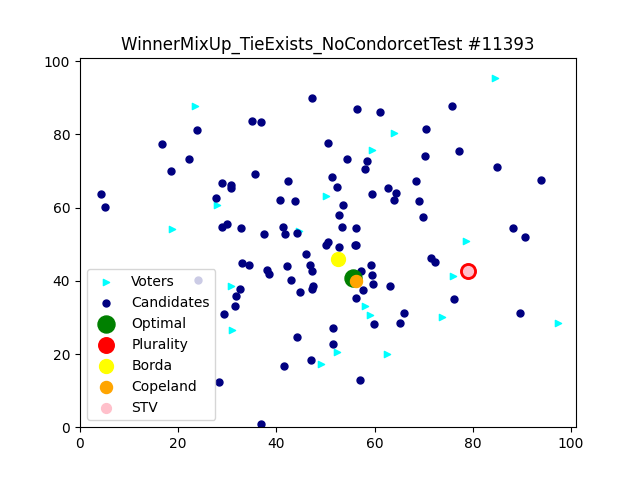 WinnerMixUp_TieExists_NoCondorcetTest #11393
100
80
60
40
20
0
0 20 40 60 80 100
Voters
Candidates
Optimal
Plurality
Borda
Copeland
STV